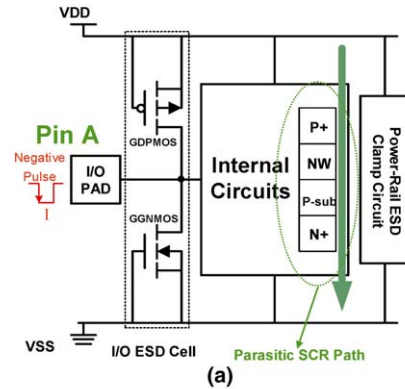 VDD
Pin A
Negative
Pulse
I
I/O
PAD
GDPMOS
GGNMOS
Internal
Circuits
P+
NW
P-sub
N+
Power-Rail ESD
Clamp Circuit
VSS
I/O ESD Cell
Parasitic SCR Path
(a)